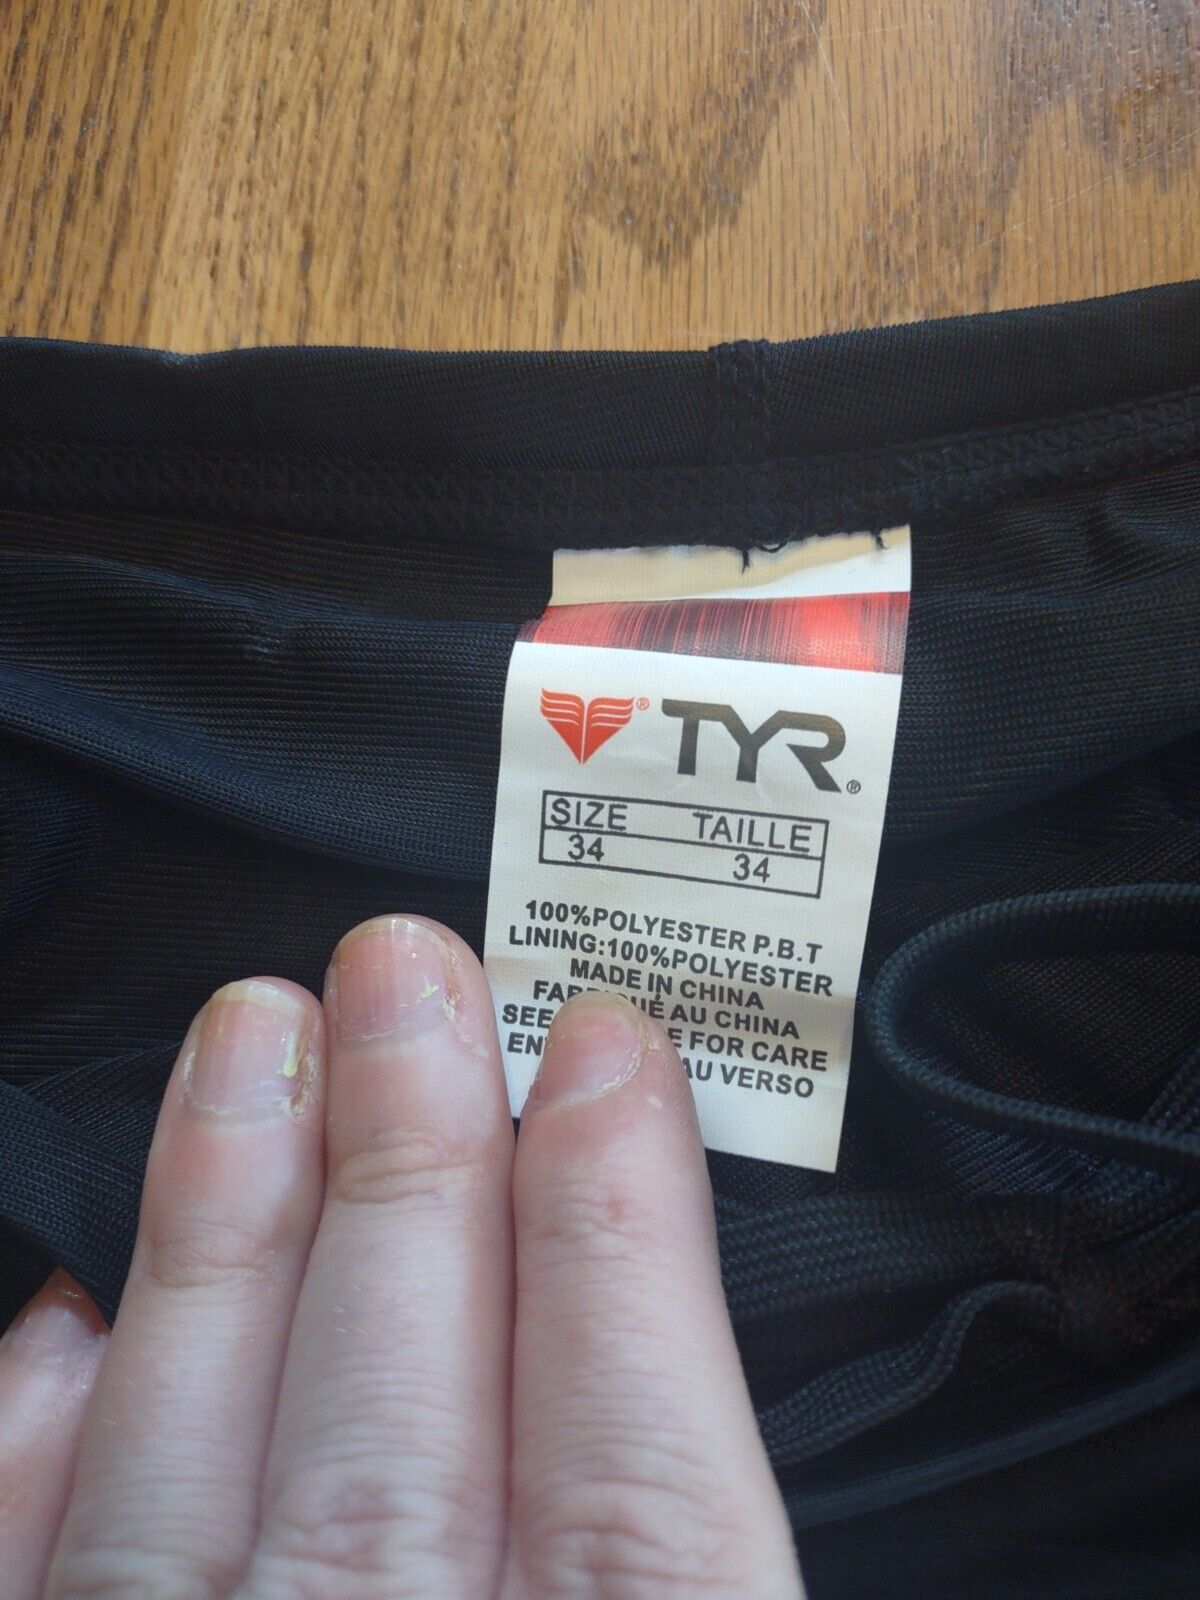 ® TYR®
SIZE TAILLE
34 34
100%POLYESTER P.B.T
LINING:100%POLYESTER
MADE IN CHINA
AU CHINA
SEE FOR CARE
AU VERSO